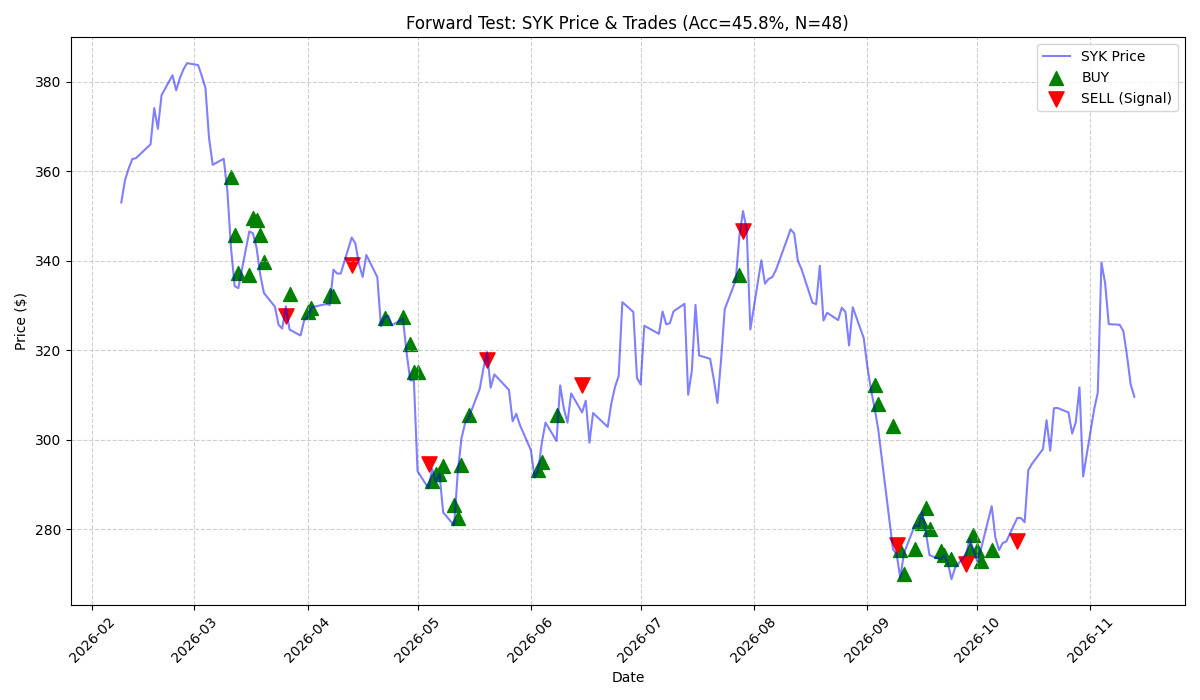 Forward Test: SYK Price & Trades (Acc=45.8%, N=48)
SYK Price
BUY
SELL (Signal)
Price ($)
380
360
340
320
300
280
2026-02
2026-03
2026-04
2026-05
2026-06
2026-07
2026-08
2026-09
2026-10
2026-11
Date